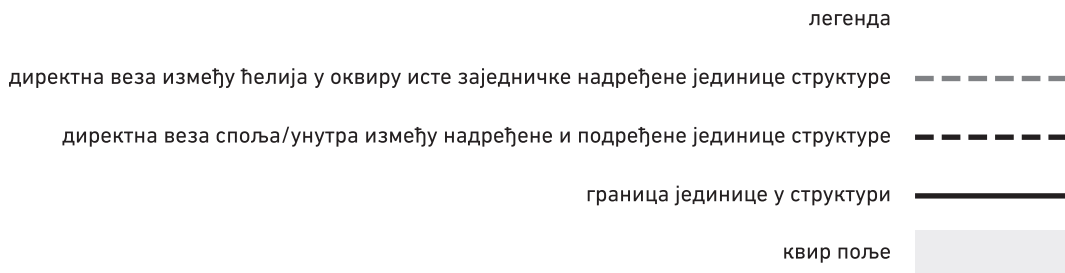 легенда
директна веза између ћелија у оквиру исте заједничке надређене јединице структуре
директна веза споља/унутра између надређене и подређене јединице структуре
граница јединице у структури
квир поље